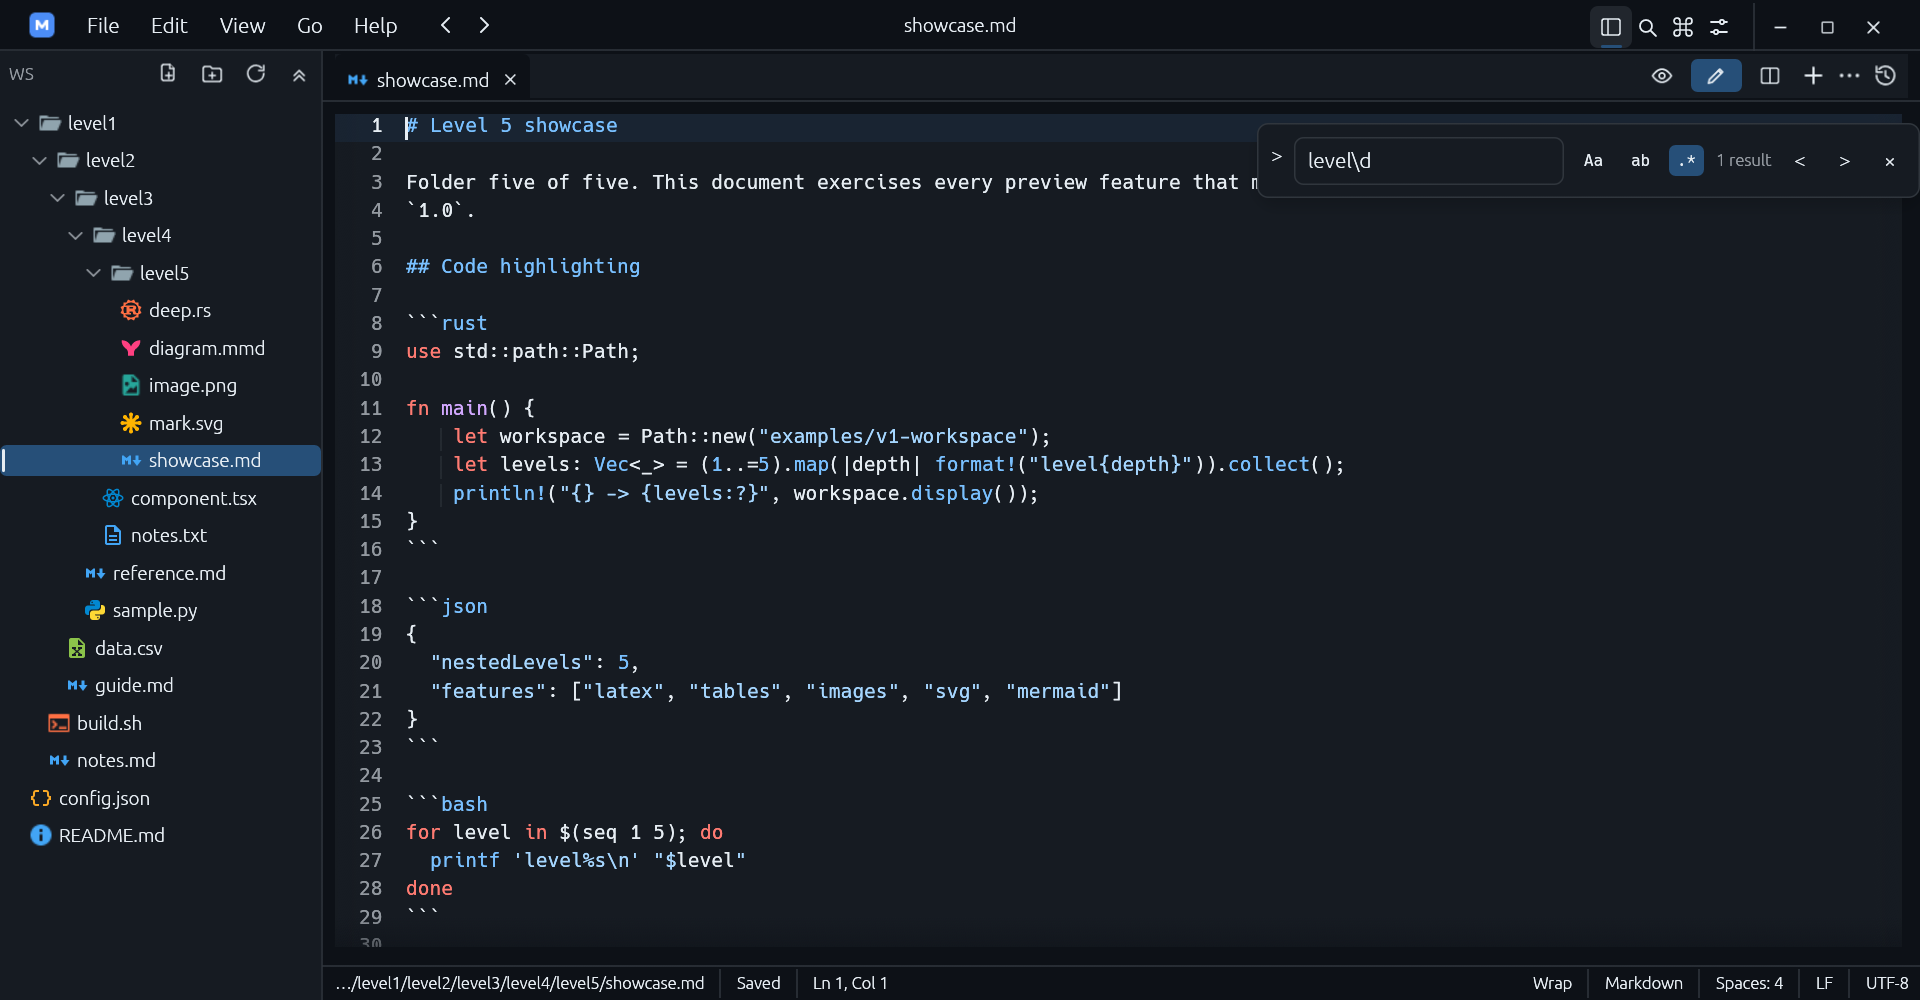 M File Edit View Go Help < > showcase.md
WS
showcase.md ×
level1
level2
level3
level4
level5
deep.rs
diagram.mmd
image.png
mark.svg
showcase.md
component.tsx
notes.txt
reference.md
sample.py
data.csv
guide.md
build.sh
notes.md
config.json
README.md
> level\d Aa ab .* 1 result < > ×
1 # Level 5 showcase
2
3 Folder five of five. This document exercises every preview feature that
4 `1.0`.
5
6 ## Code highlighting
7
8 ```rust
9 use std::path::Path;
10
11 fn main() {
12     let workspace = Path::new("examples/v1-workspace");
13     let levels: Vec<_> = (1..=5).map(|depth| format!("level{depth}")).collect();
14     println!("{} -> {levels:?}", workspace.display());
15 }
16 ```
17
18 ```json
19 {
20   "nestedLevels": 5,
21   "features": ["latex", "tables", "images", "svg", "mermaid"]
22 }
23 ```
24
25 ```bash
26 for level in $(seq 1 5); do
27   printf 'level%s\n' "$level"
28 done
29 ```
30
…/level1/level2/level3/level4/level5/showcase.md Saved Ln 1, Col 1 Wrap Markdown Spaces: 4 LF UTF-8